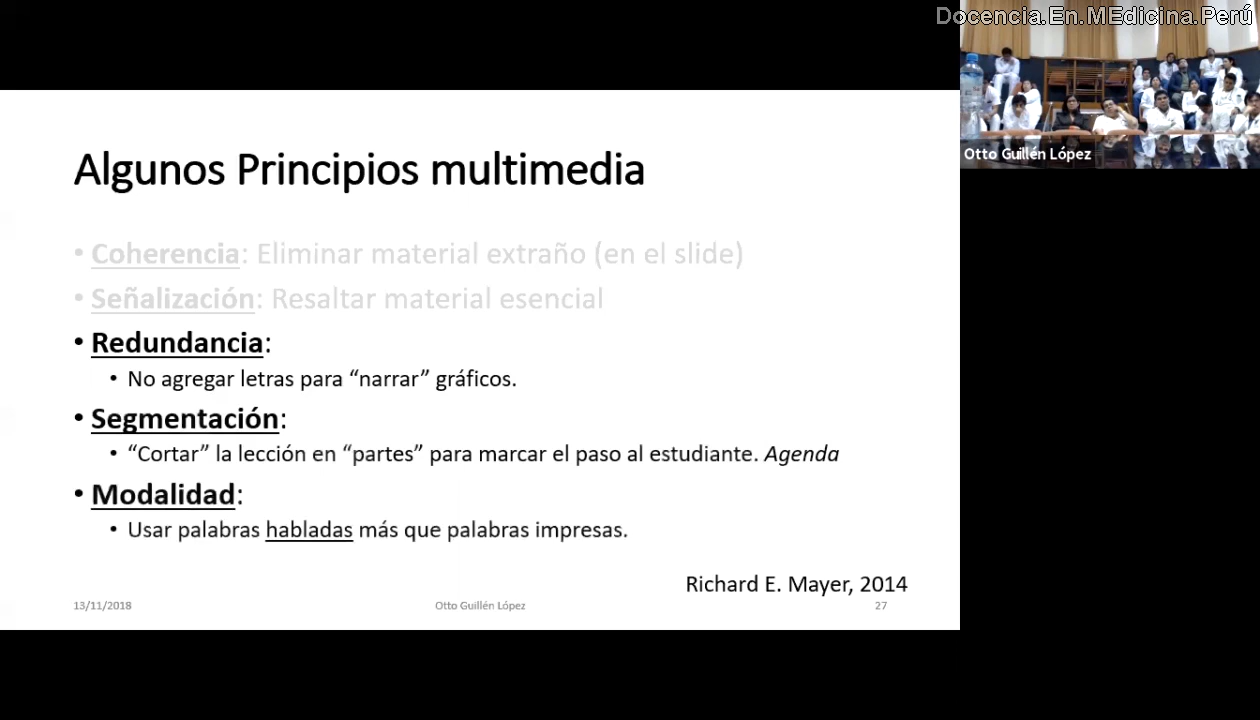 Docencia.En.MEdicina.Perú
Otto Guillén López
Algunos Principios multimedia
• Coherencia: Eliminar material extraño (en el slide)
• Señalización: Resaltar material esencial
• Redundancia:
• No agregar letras para “narrar” gráficos.
• Segmentación:
• “Cortar” la lección en “partes” para marcar el paso al estudiante. Agenda
• Modalidad:
• Usar palabras habladas más que palabras impresas.
Richard E. Mayer, 2014
13/11/2018
Otto Guillén López
27